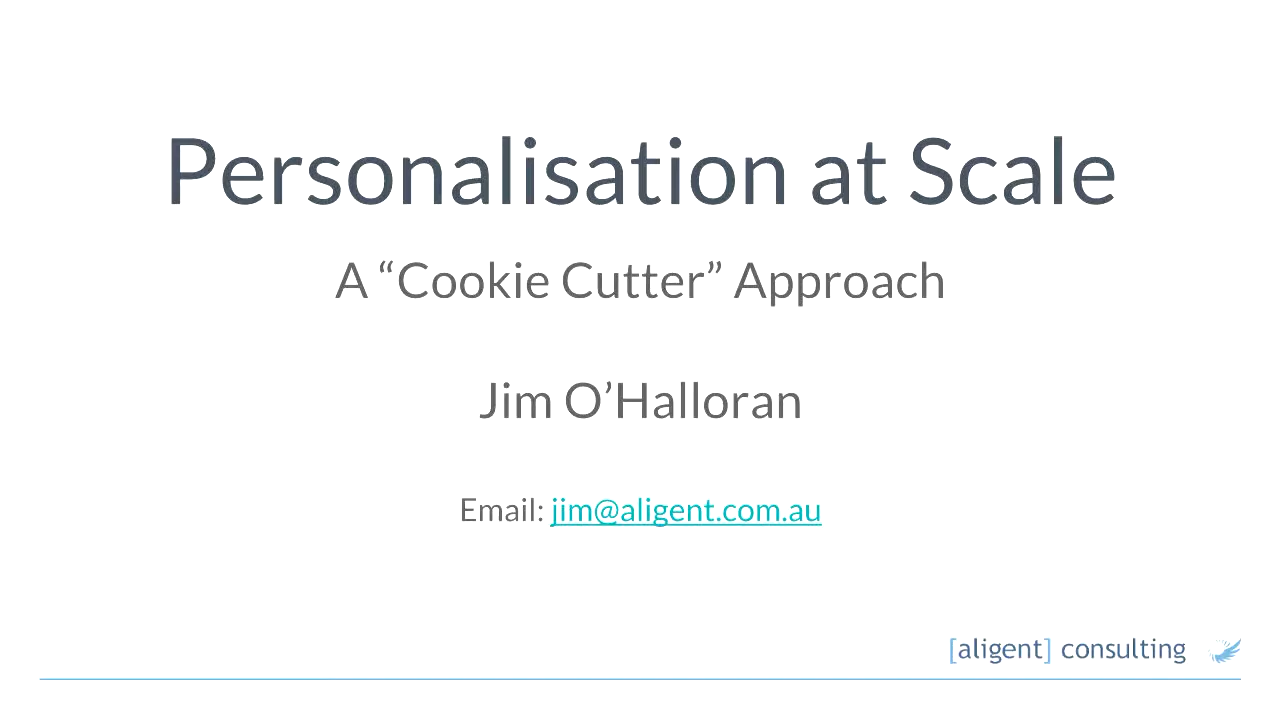 Personalisation at Scale
A “Cookie Cutter” Approach
Jim O’Halloran
Email: jim@aligent.com.au
[aligent] consulting